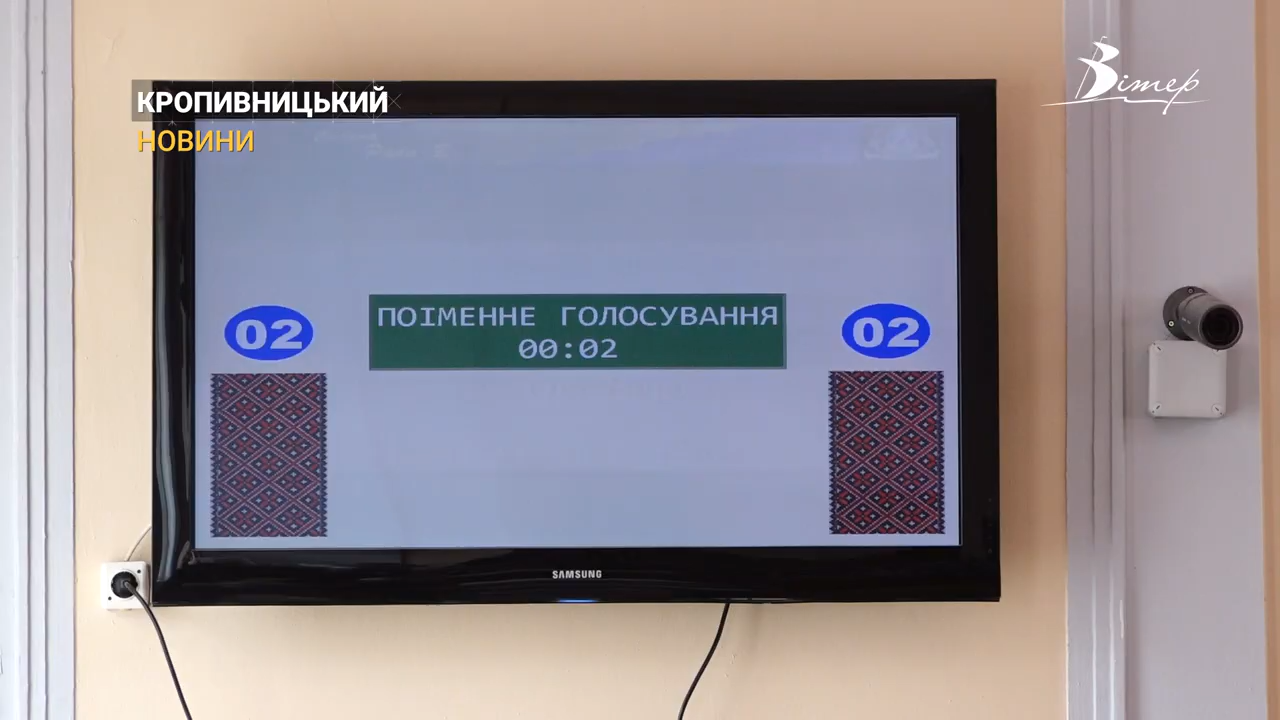 КРОПИВНИЦЬКИЙ
НОВИНИ
Вітер
ПОІМЕННЕ ГОЛОСУВАННЯ
00:02
02
02
SAMSUNG